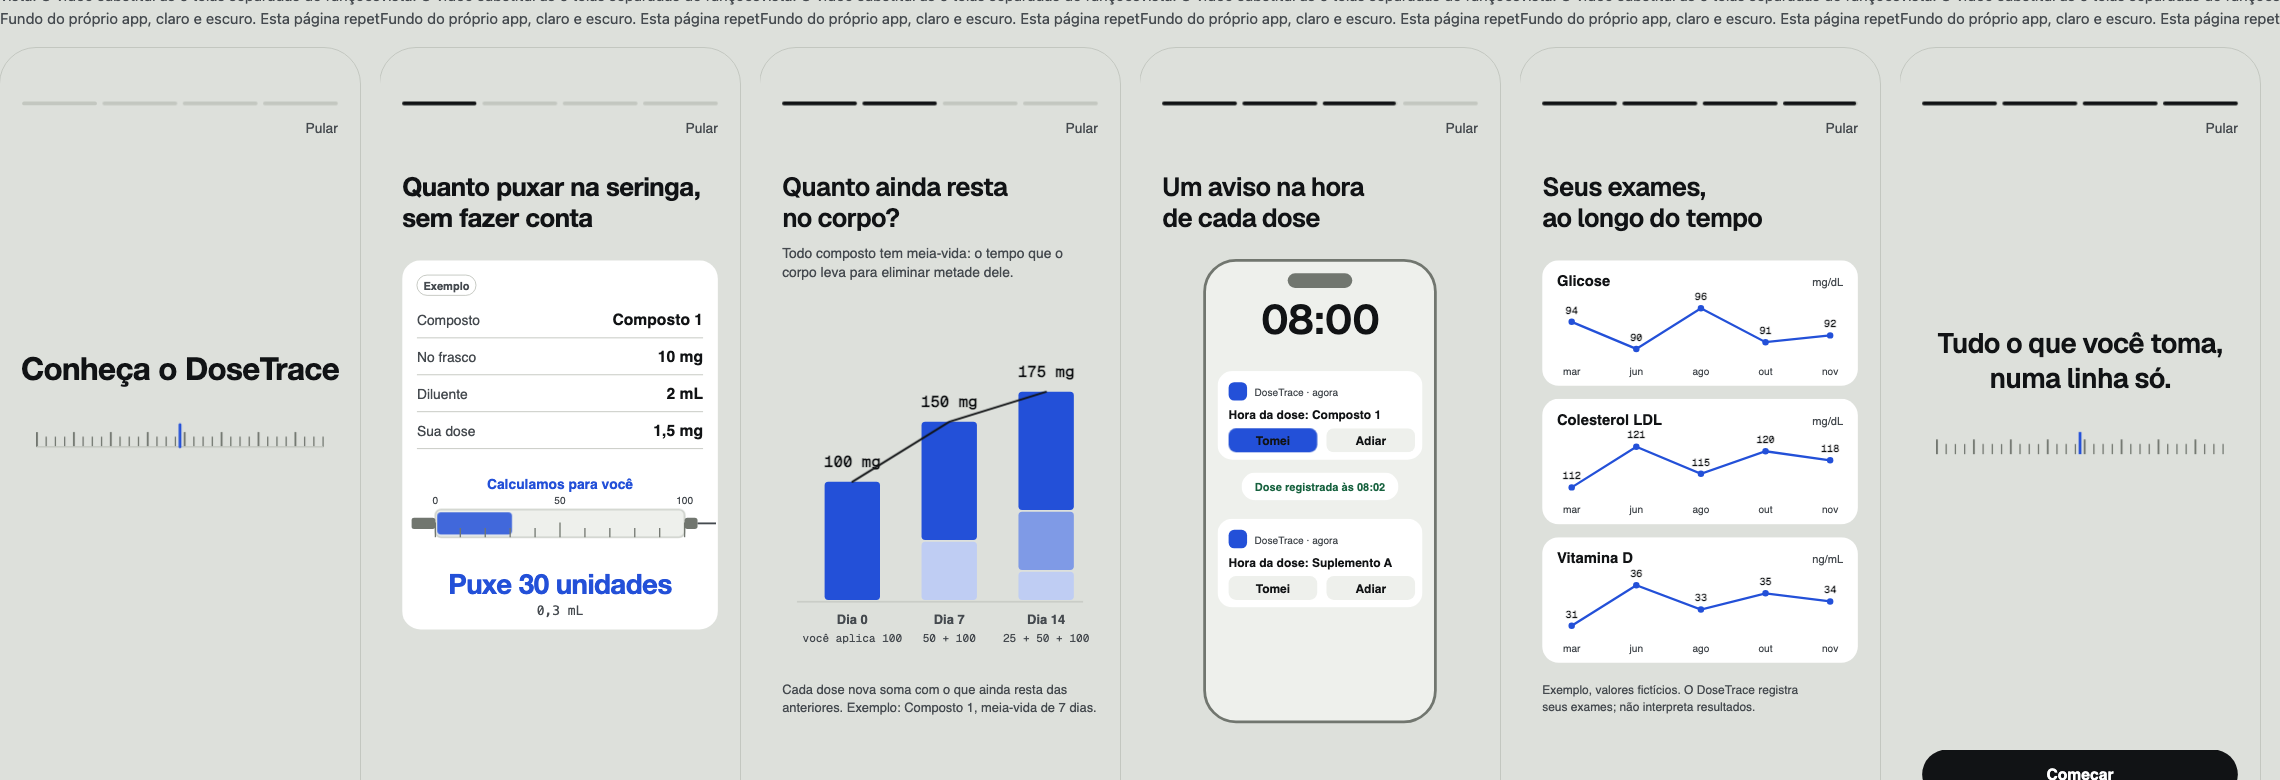 Fundo do próprio app, claro e escuro. Esta página repetFundo do próprio app, claro e escuro. Esta página repetFundo do próprio app, claro e escuro. Esta página repetFundo do próprio app, claro e escuro. Esta página repetFundo do próprio app, claro e escuro. Esta página repetFundo do próprio app, claro e escuro. Esta página repet
Pular
Conheça o DoseTrace
Pular
Quanto puxar na seringa,
sem fazer conta
Exemplo
Composto Composto 1
No frasco 10 mg
Diluente 2 mL
Sua dose 1,5 mg
Calculamos para você
0 50 100
Puxe 30 unidades
0,3 mL
Pular
Quanto ainda resta
no corpo?
Todo composto tem meia-vida: o tempo que o
corpo leva para eliminar metade dele.
100 mg 150 mg 175 mg
Dia 0 Dia 7 Dia 14
você aplica 100 50 + 100 25 + 50 + 100
Cada dose nova soma com o que ainda resta das
anteriores. Exemplo: Composto 1, meia-vida de 7 dias.
Pular
Um aviso na hora
de cada dose
08:00
DoseTrace · agora
Hora da dose: Composto 1
Tomei Adiar
Dose registrada às 08:02
DoseTrace · agora
Hora da dose: Suplemento A
Tomei Adiar
Pular
Seus exames,
ao longo do tempo
Glicose mg/dL
94 90 96 91 92
mar jun ago out nov
Colesterol LDL mg/dL
112 121 115 120 118
mar jun ago out nov
Vitamina D ng/mL
31 36 33 35 34
mar jun ago out nov
Exemplo, valores fictícios. O DoseTrace registra
seus exames; não interpreta resultados.
Pular
Tudo o que você toma,
numa linha só.
Começar